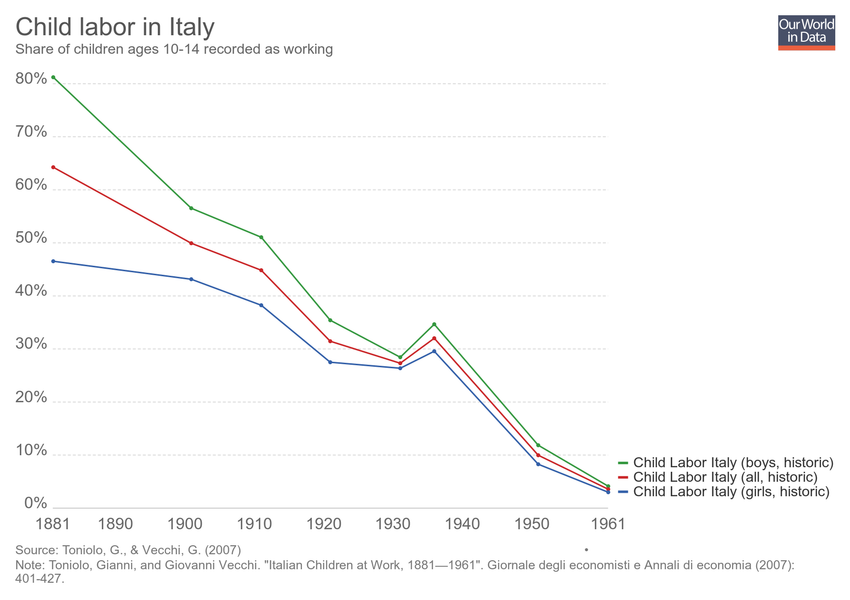 Child labor in Italy
Share of children ages 10-14 recorded as working
Our World
in Data
80%
70%
60%
50%
40%
30%
20%
10%
0%
1881 1890 1900 1910 1920 1930 1940 1950 1961
Child Labor Italy (boys, historic)
Child Labor Italy (all, historic)
Child Labor Italy (girls, historic)
Source: Toniolo, G., & Vecchi, G. (2007) •
Note: Toniolo, Gianni, and Giovanni Vecchi. "Italian Children at Work, 1881—1961". Giornale degli economisti e Annali di economia (2007):
401-427.